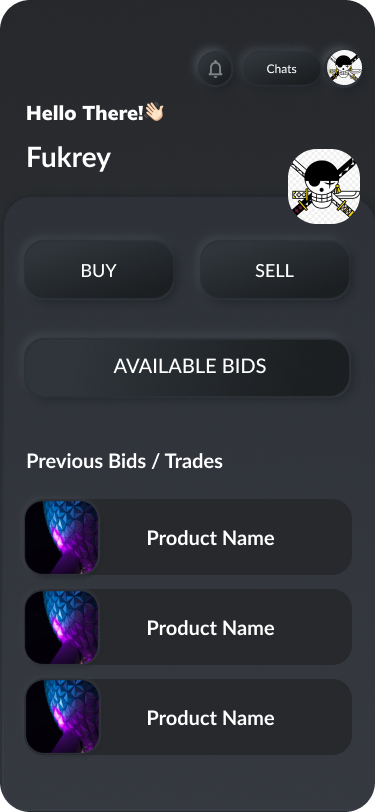 Chats
Hello There!👋🏻
Fukrey
BUY
SELL
AVAILABLE BIDS
Previous Bids / Trades
Product Name
Product Name
Product Name